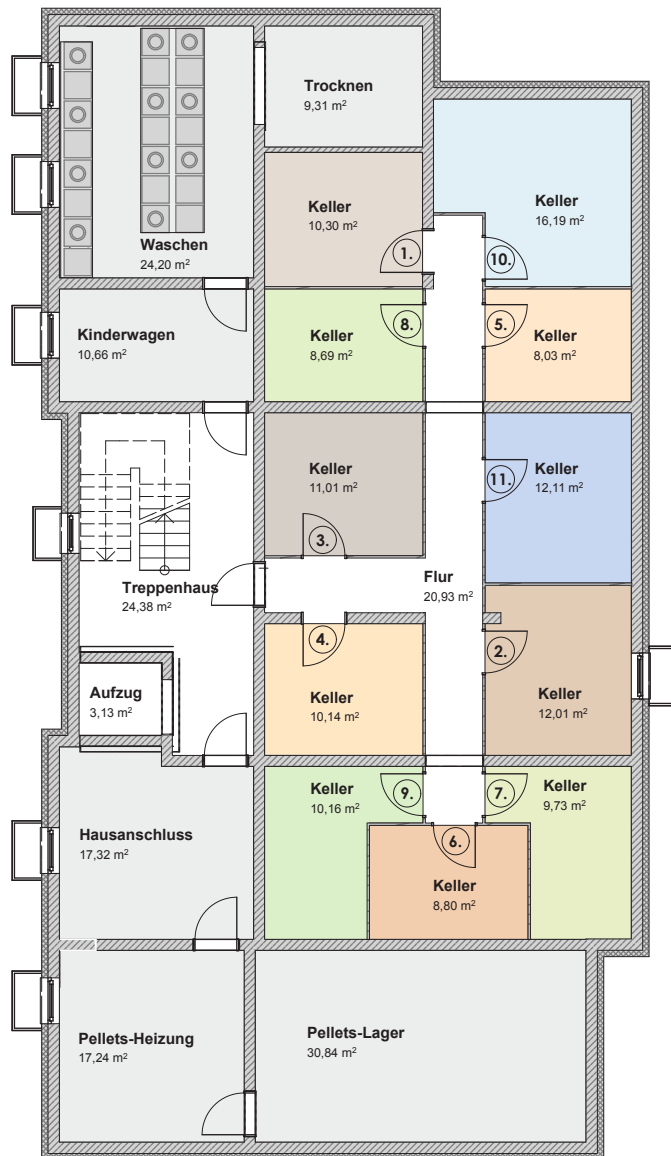 Trocknen
9,31 m²
Keller
10,30 m²
1.
Keller
16,19 m²
10.
Waschen
24,20 m²
Kinderwagen
10,66 m²
Keller
8,69 m²
8.
5.
Keller
8,03 m²
Keller
11,01 m²
3.
11.
Keller
12,11 m²
Treppenhaus
24,38 m²
Flur
20,93 m²
4.
Keller
10,14 m²
2.
Keller
12,01 m²
Aufzug
3,13 m²
Keller
10,16 m²
9.
7.
Keller
9,73 m²
Hausanschluss
17,32 m²
6.
Keller
8,80 m²
Pellets-Heizung
17,24 m²
Pellets-Lager
30,84 m²